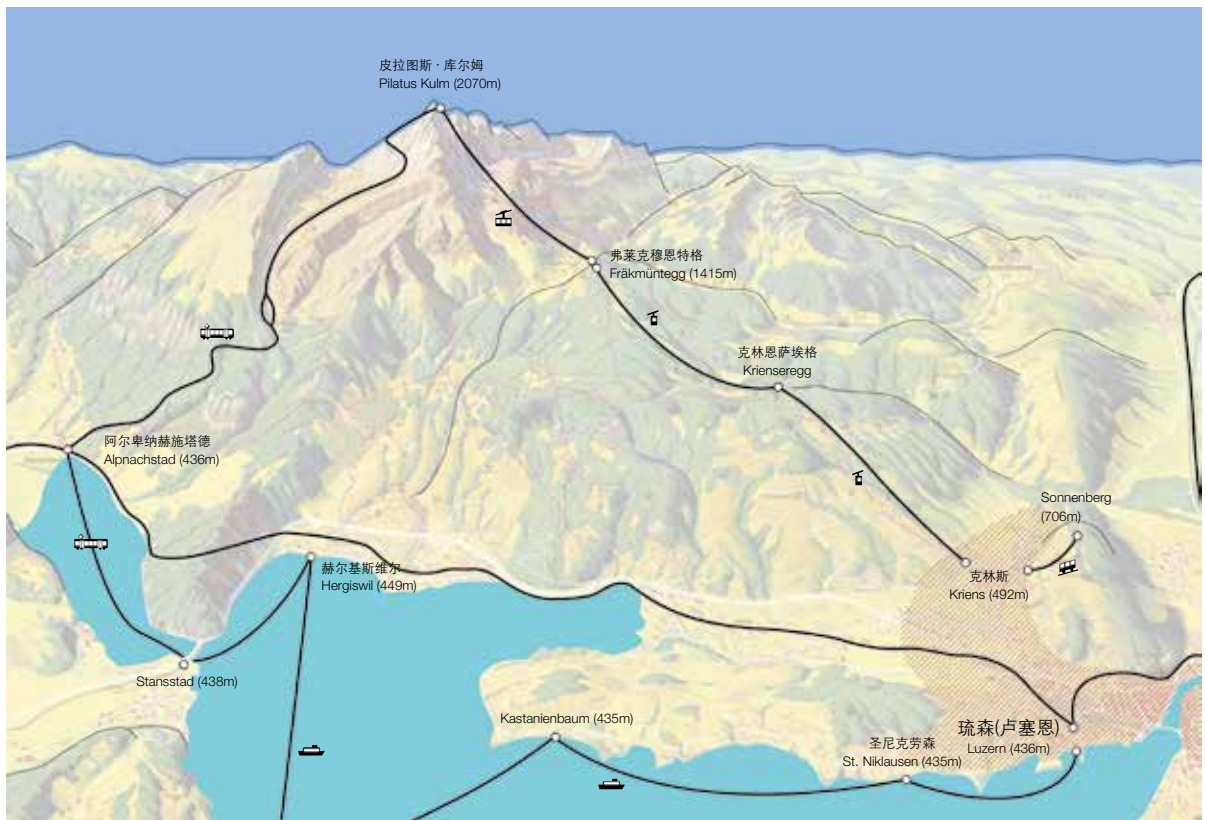 皮拉图斯 · 库尔姆
Pilatus Kulm (2070m)
弗莱克穆恩特格
Fräkmüntegg (1415m)
克林恩萨埃格
Krienseregg
阿尔卑纳赫施塔德
Alpnachstad (436m)
Sonnenberg
(706m)
赫尔基斯维尔
Hergiswil (449m)
克林斯
Kriens (492m)
Stansstad (438m)
Kastanienbaum (435m)
琉森(卢塞恩)
Luzern (436m)
圣尼克劳森
St. Niklausen (435m)